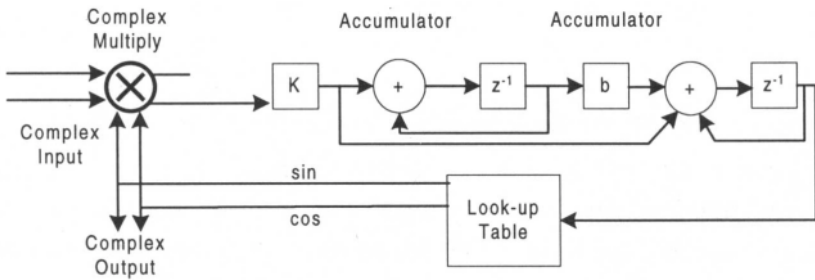 Complex
Multiply
Accumulator
Accumulator
K
+
z-1
b
+
z-1
Complex
Input
sin
cos
Look-up
Table
Complex
Output